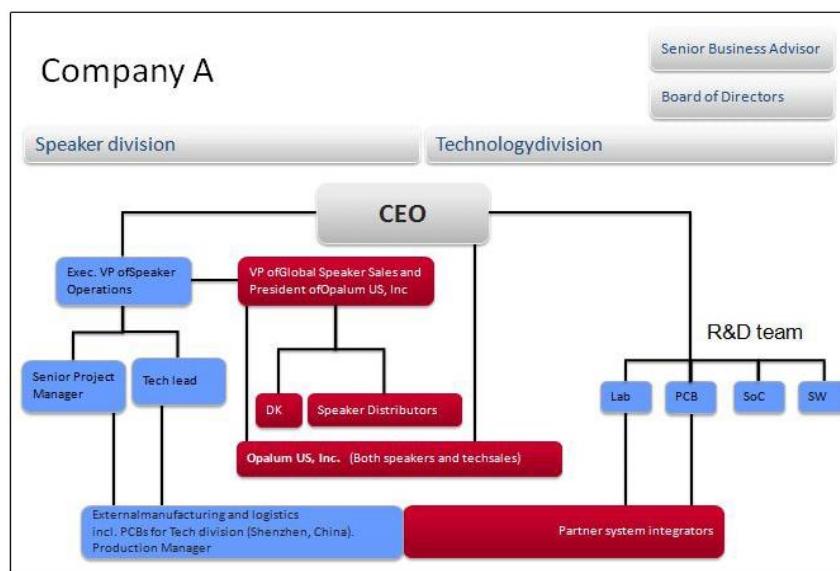 Senior Business Advisor
Company A
Board of Directors
Speaker division
Technologydivision
CEO
Exec. VP ofSpeaker
Operations
VP ofGlobal Speaker Sales and
President ofOpalum US, Inc
R&D team
Senior Project
Manager
Tech lead
DK
Speaker Distributors
Lab
PCB
SoC
SW
Opalum US, Inc. (Both speakers and techsales)
Externalmanufacturing and logistics
incl. PCBs for Tech division (Shenzhen, China).
Production Manager
Partner system integrators